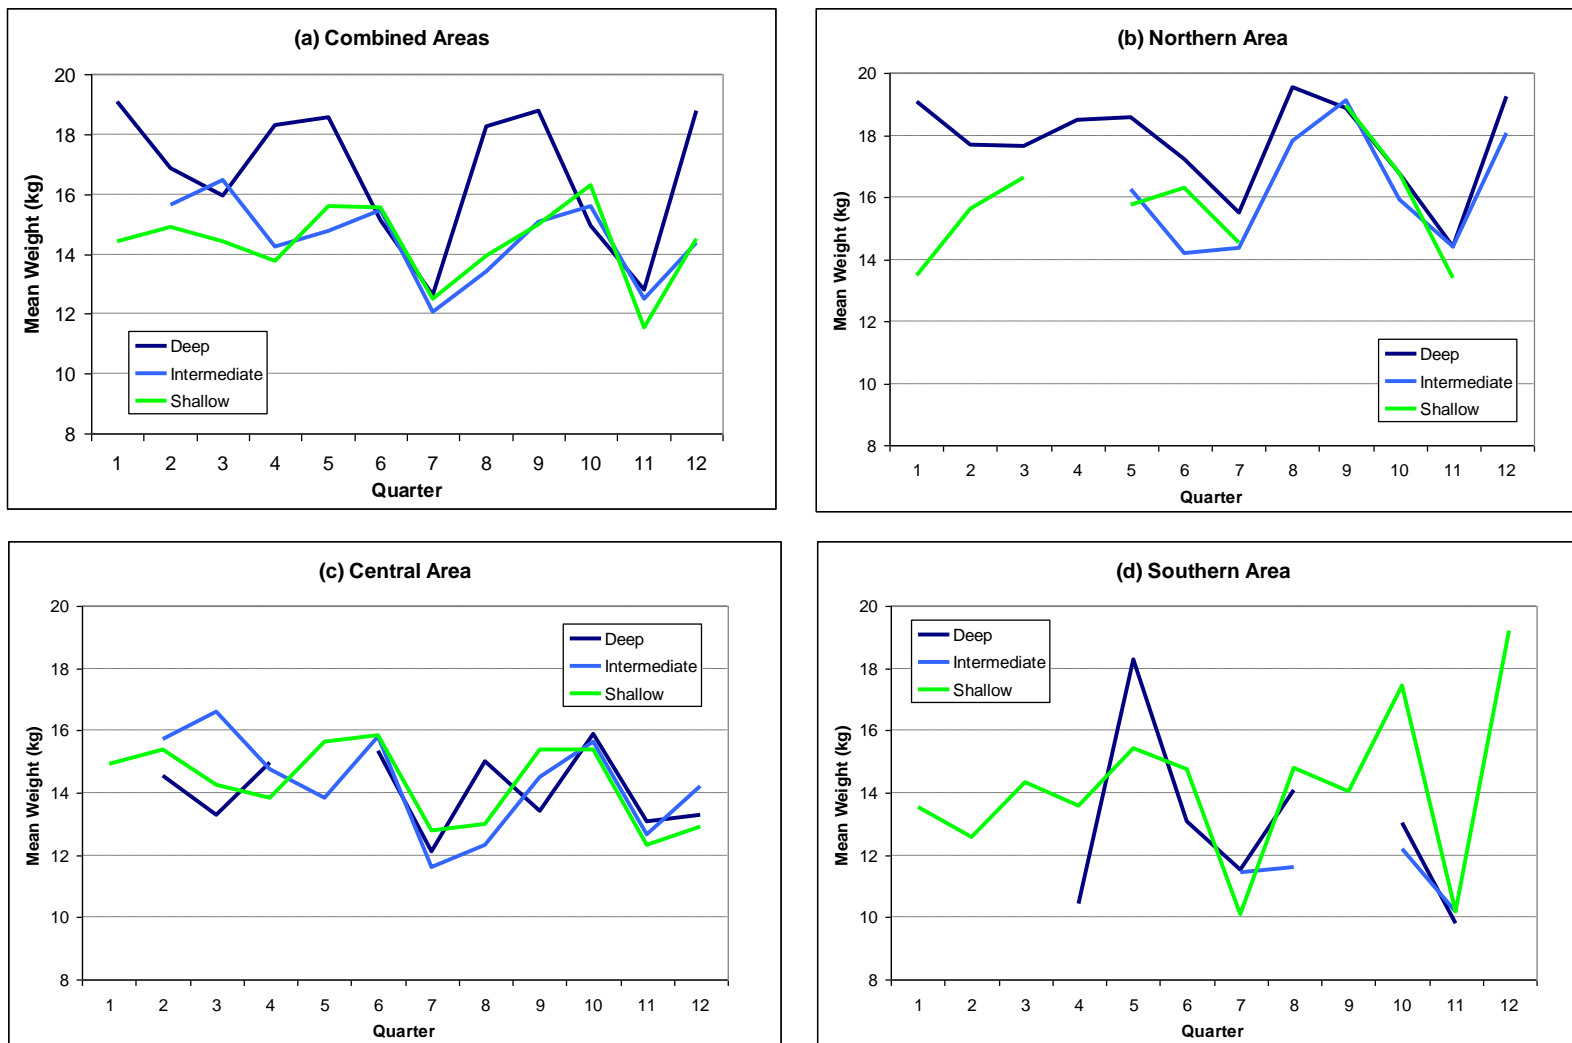 (a) Combined Areas
20
18
16
14
12
10
8
Mean Weight (kg)
Deep
Intermediate
Shallow
1 2 3 4 5 6 7 8 9 10 11 12
Quarter
(b) Northern Area
20
18
16
14
12
10
8
Mean Weight (kg)
Deep
Intermediate
Shallow
1 2 3 4 5 6 7 8 9 10 11 12
Quarter
(c) Central Area
20
18
16
14
12
10
8
Mean Weight (kg)
Deep
Intermediate
Shallow
1 2 3 4 5 6 7 8 9 10 11 12
Quarter
(d) Southern Area
20
18
16
14
12
10
8
Mean Weight (kg)
Deep
Intermediate
Shallow
1 2 3 4 5 6 7 8 9 10 11 12
Quarter